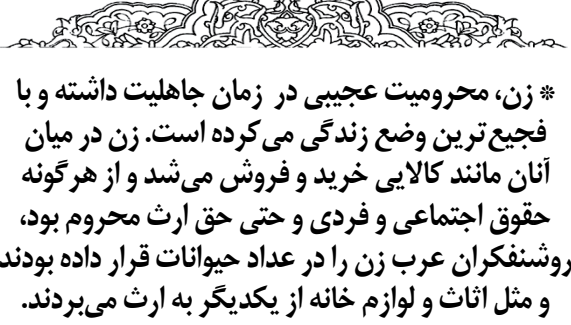 * زن، محرومیت عجیبی در زمان جاهلیت داشته و با
فجیع‌ترین وضع زندگی می‌کرده است. زن در میان
آنان مانند کالایی خرید و فروش می‌شد و از هرگونه
حقوق اجتماعی و فردی و حتی حق ارث محروم بود،
روشنفکران عرب زن را در عداد حیوانات قرار داده بودند
و مثل اثاث و لوازم خانه از یکدیگر به ارث می‌بردند.